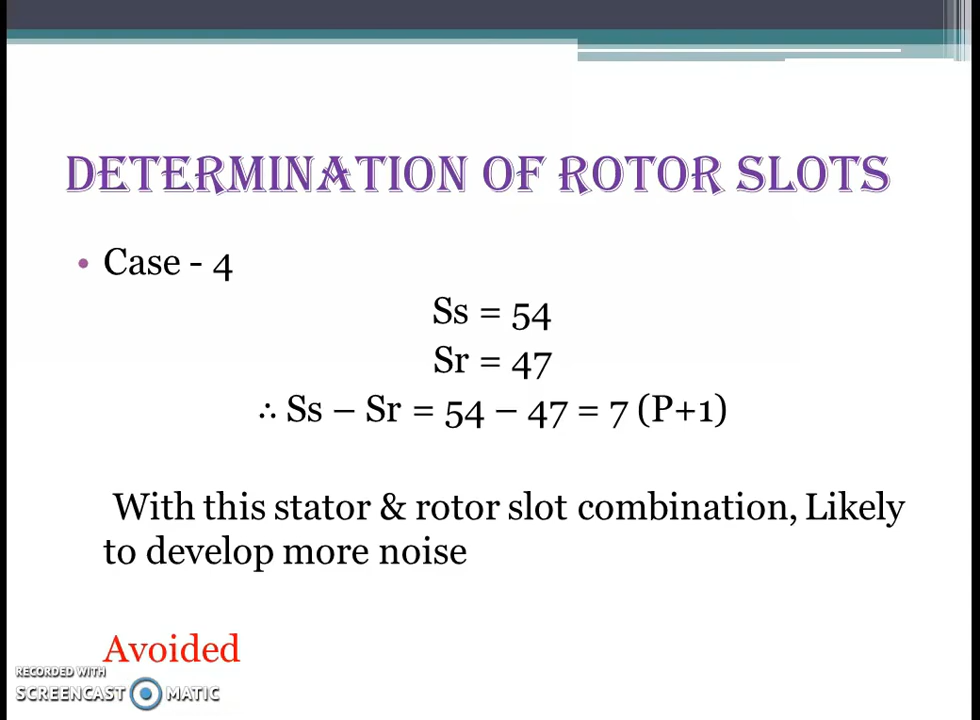 DETERMINATION OF ROTOR SLOTS
• Case - 4
Ss = 54
Sr = 47
∴ Ss – Sr = 54 – 47 = 7 (P+1)
With this stator & rotor slot combination, Likely
to develop more noise
Avoided
RECORDED WITH
SCREENCAST MATIC